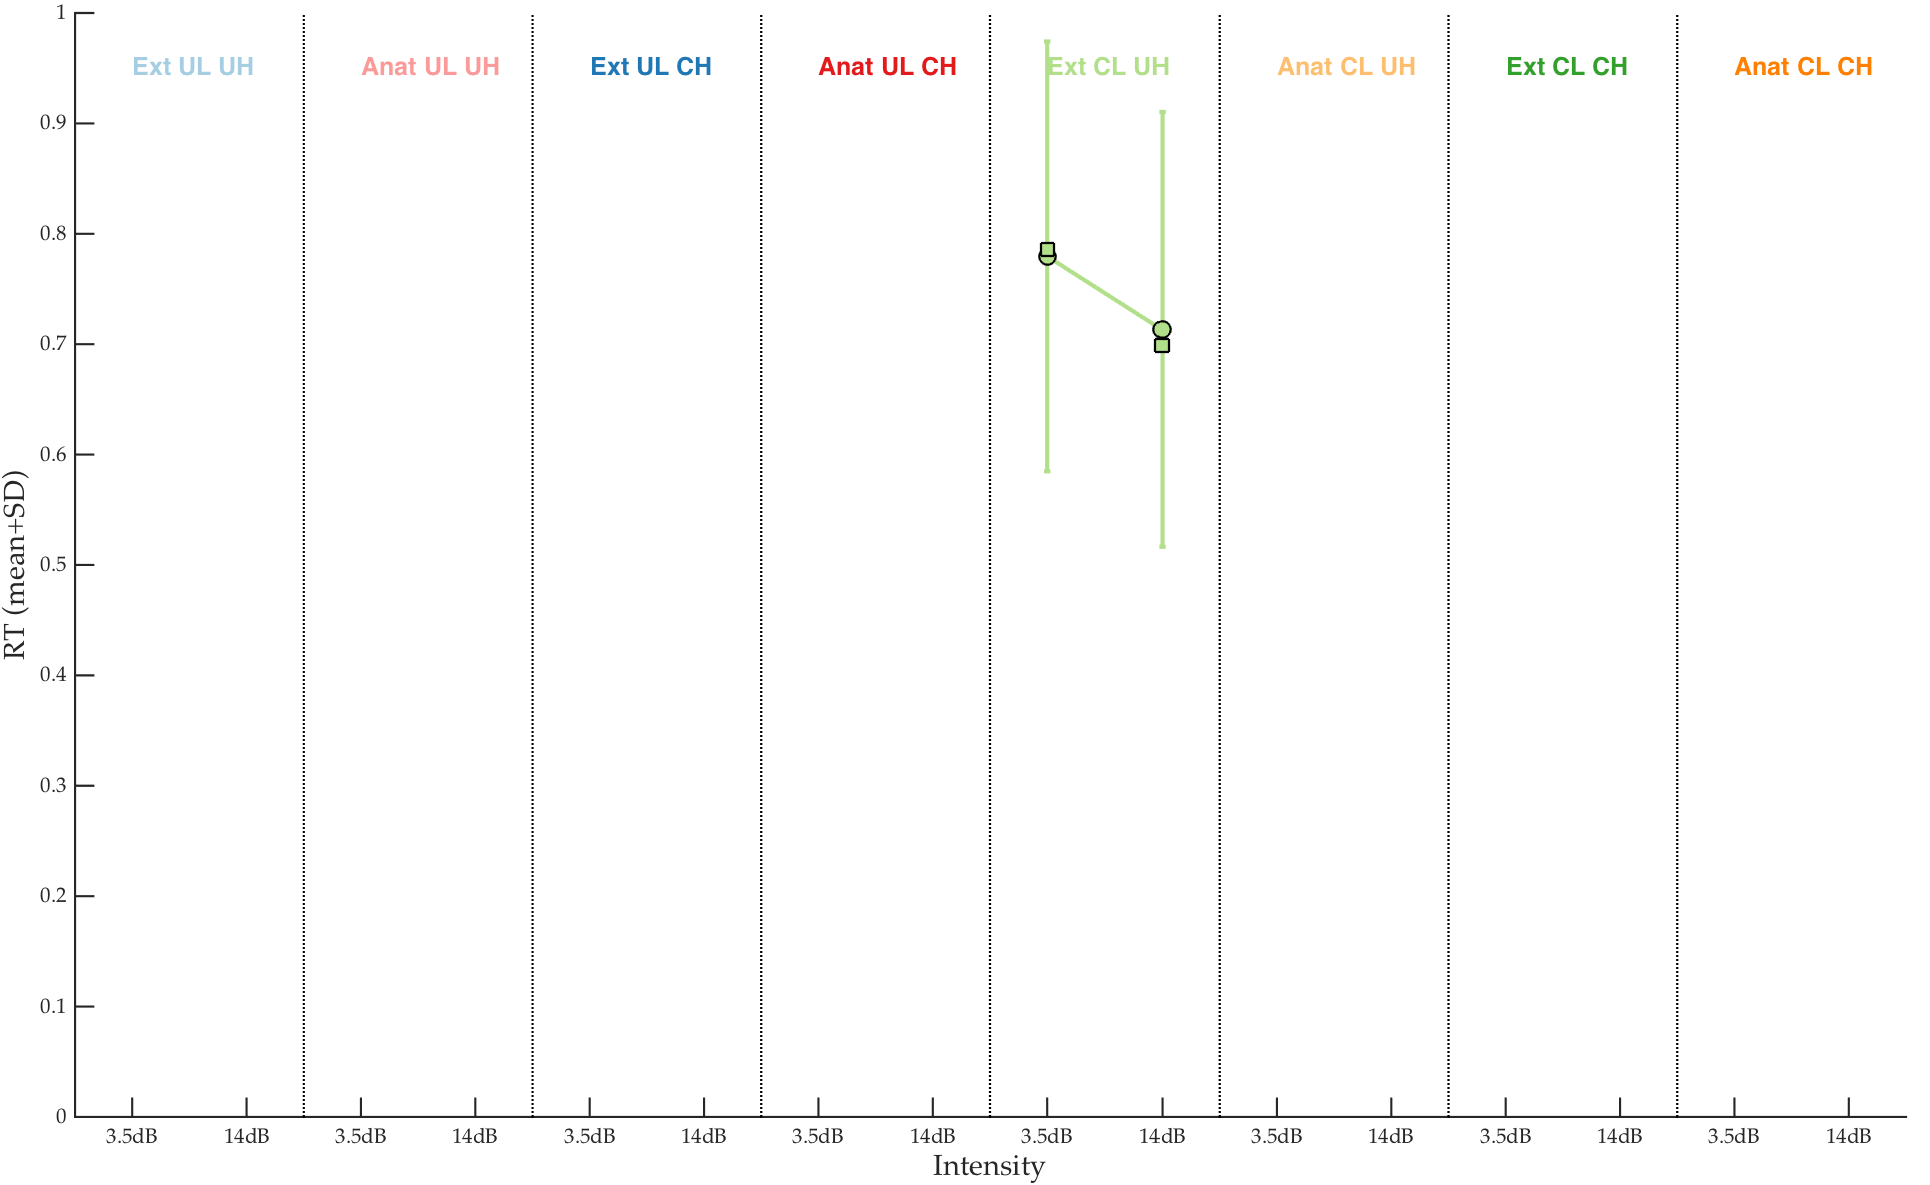 1
Ext UL UH Anat UL UH Ext UL CH Anat UL CH Ext CL UH Anat CL UH Ext CL CH Anat CL CH
0.9
0.8
0.7
0.6
0.5
0.4
0.3
0.2
0.1
0
RT (mean+SD)
3.5dB 14dB 3.5dB 14dB 3.5dB 14dB 3.5dB 14dB 3.5dB 14dB 3.5dB 14dB 3.5dB 14dB 3.5dB 14dB
Intensity